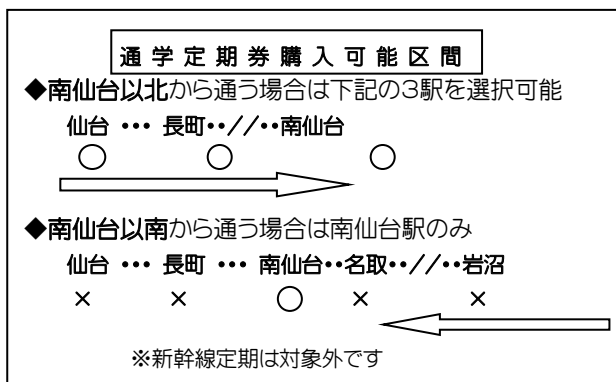 通学定期券購入可能区間
◆南仙台以北から通う場合は下記の3駅を選択可能
仙台 ・・・ 長町・・//・・南仙台
○ ○ ○
◆南仙台以南から通う場合は南仙台駅のみ
仙台 ・・・ 長町 ・・・ 南仙台・・名取・・//・・岩沼
× × ○ × ×
※新幹線定期は対象外です